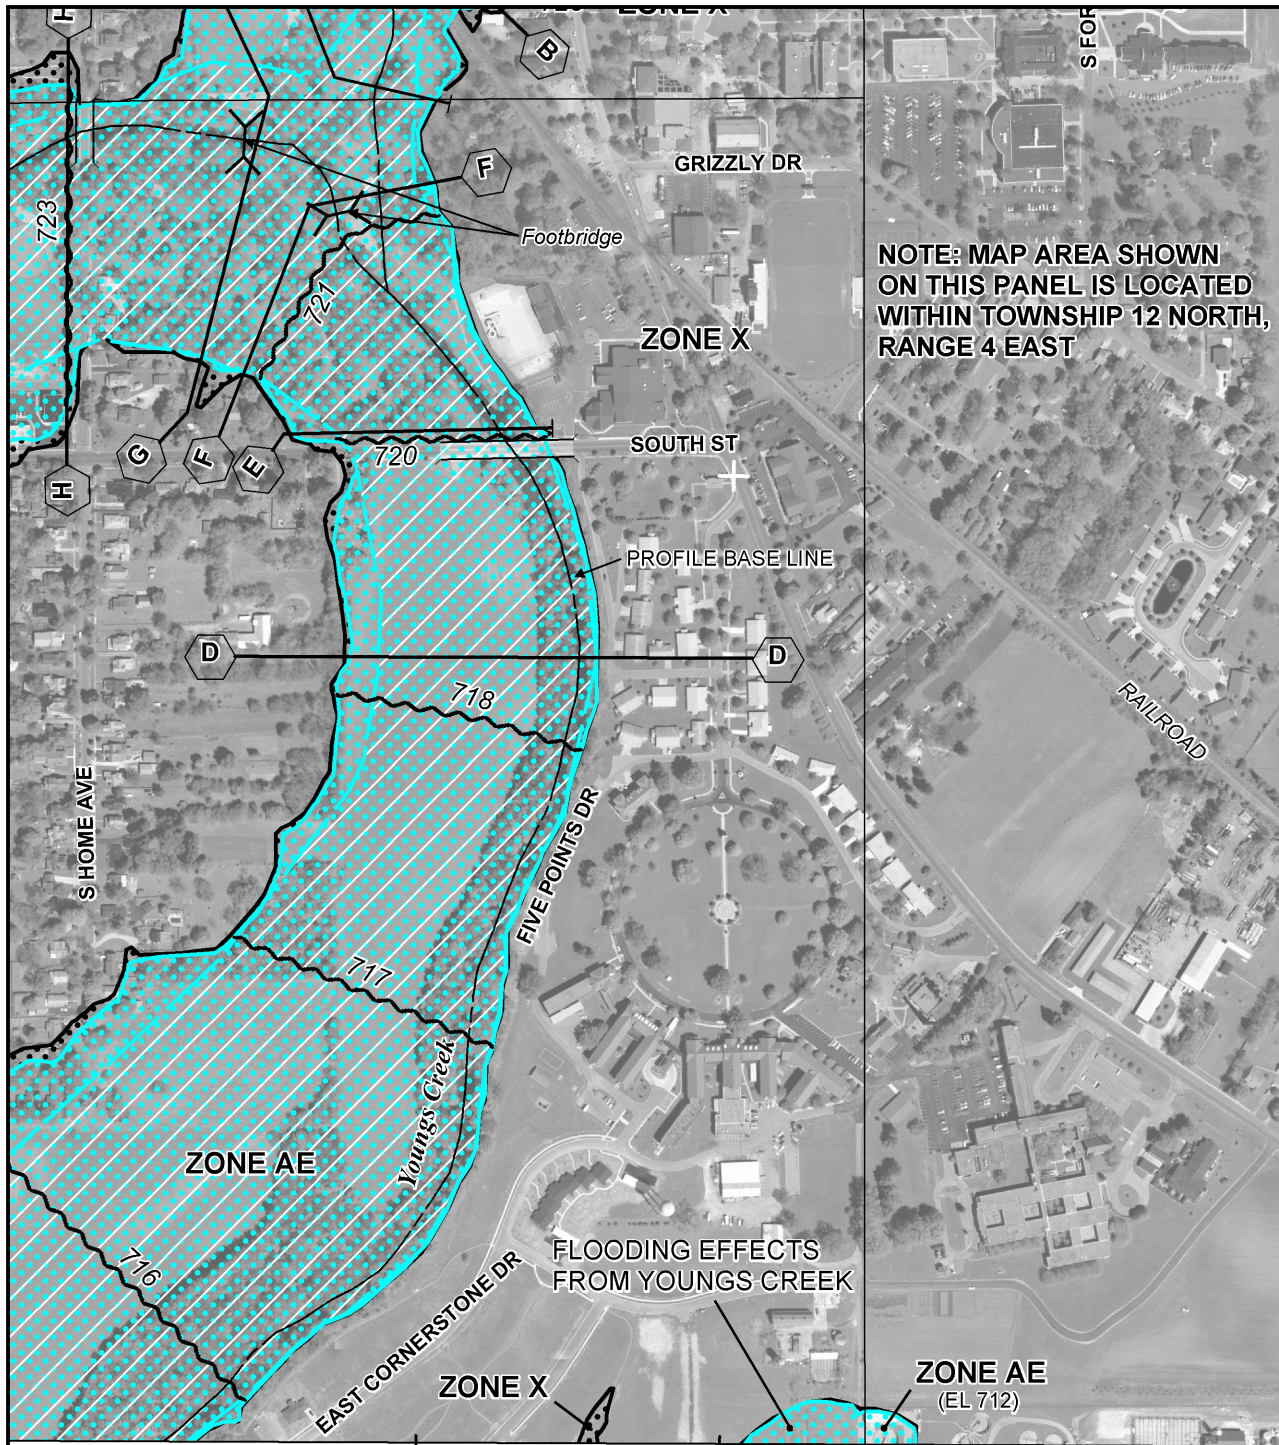 H
ZONE X
B
S FOR
GRIZZLY DR
F
723
Footbridge
NOTE: MAP AREA SHOWN
ON THIS PANEL IS LOCATED
WITHIN TOWNSHIP 12 NORTH,
RANGE 4 EAST
721
ZONE X
G
F
E
720
SOUTH ST
H
PROFILE BASE LINE
D
D
718
RAILROAD
S HOME AVE
FIVE POINTS DR
717
Youngs Creek
ZONE AE
716
FLOODING EFFECTS
FROM YOUNGS CREEK
EAST CORNERSTONE DR
ZONE X
ZONE AE
(EL 712)